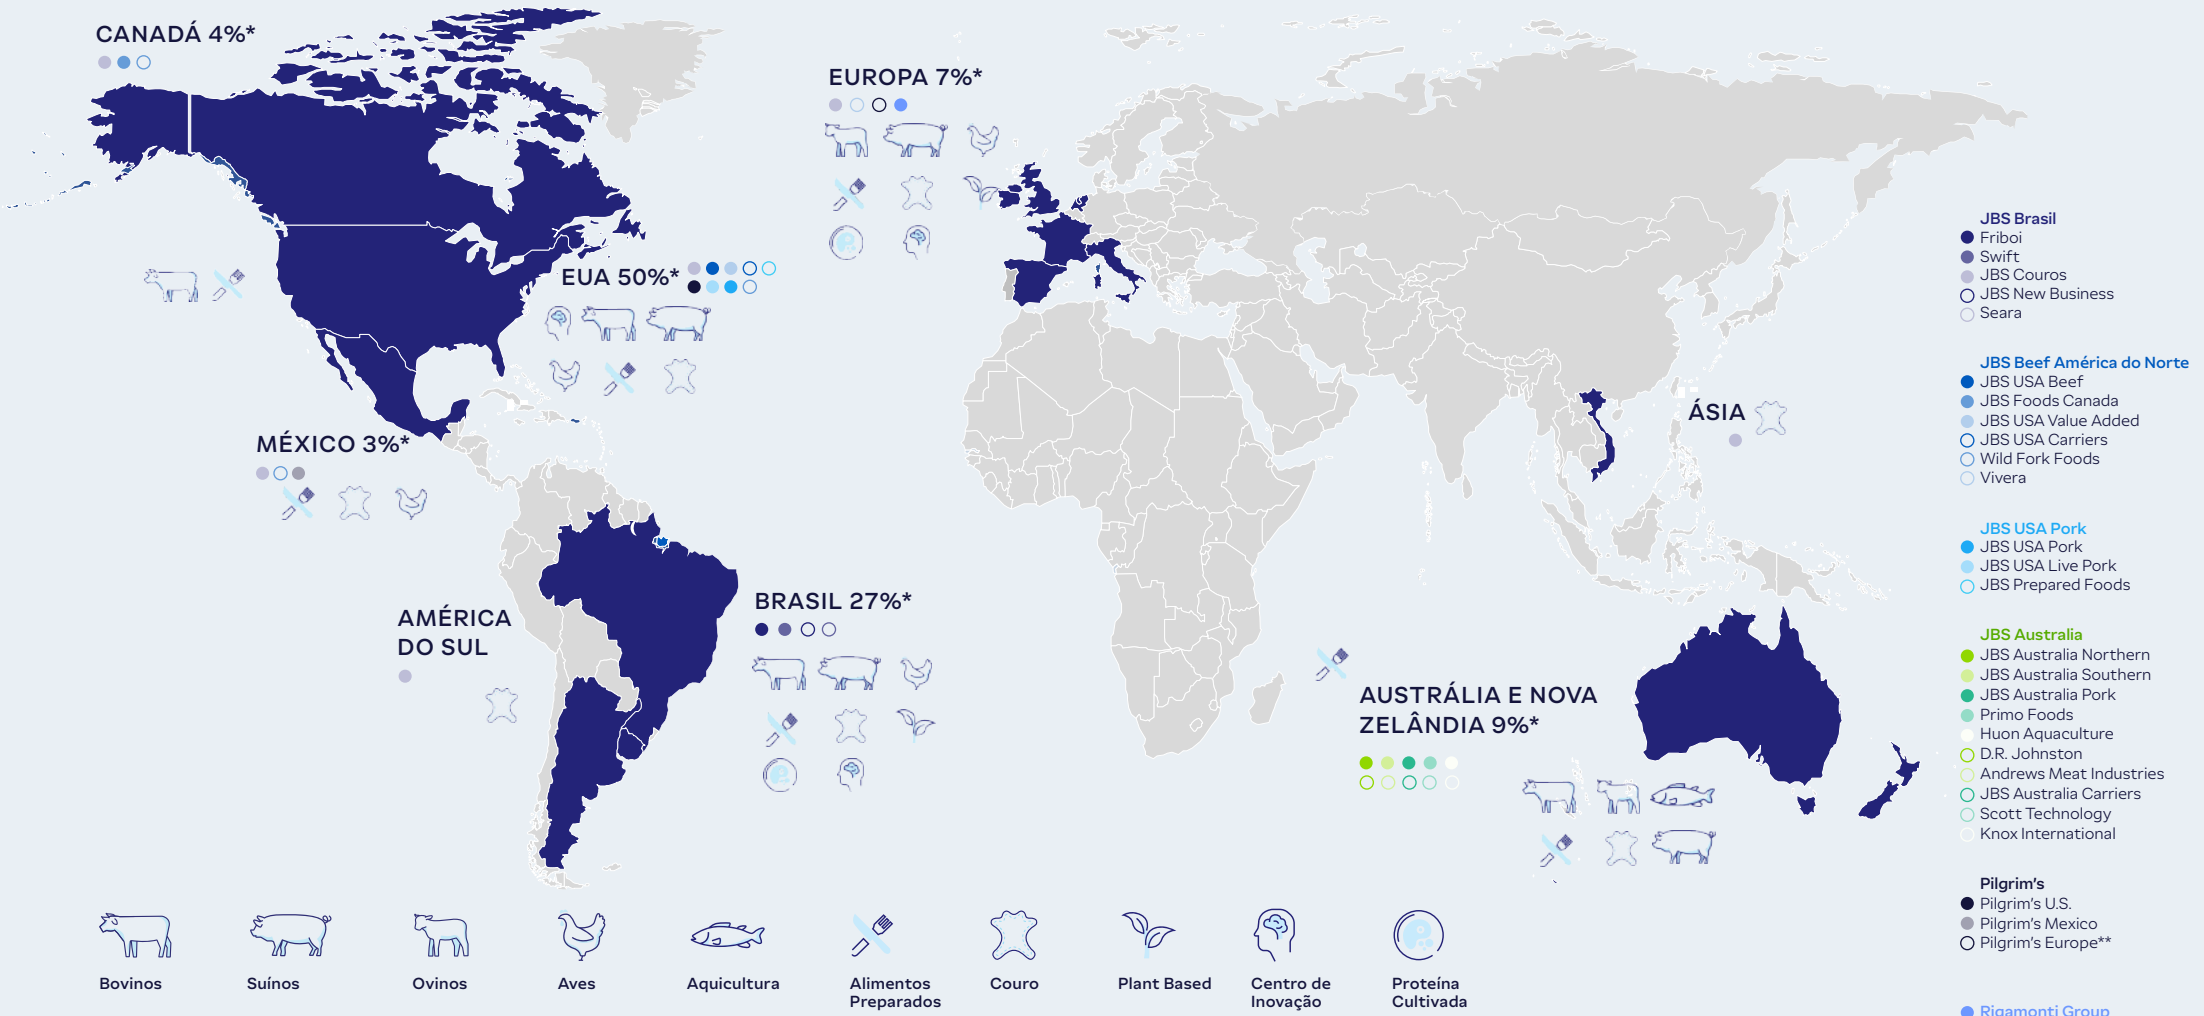 CANADÁ 4%*
EUROPA 7%*
EUA 50%*
MÉXICO 3%*
ÁSIA
AMÉRICA
DO SUL
BRASIL 27%*
AUSTRÁLIA E NOVA
ZELÂNDIA 9%*
JBS Brasil
Friboi
Swift
JBS Couros
JBS New Business
Seara
JBS Beef América do Norte
JBS USA Beef
JBS Foods Canada
JBS USA Value Added
JBS USA Carriers
Wild Fork Foods
Vivera
JBS USA Pork
JBS USA Pork
JBS USA Live Pork
JBS Prepared Foods
JBS Australia
JBS Australia Northern
JBS Australia Southern
JBS Australia Pork
Primo Foods
Huon Aquaculture
D.R. Johnston
Andrews Meat Industries
JBS Australia Carriers
Scott Technology
Knox International
Pilgrim's
Pilgrim's U.S.
Pilgrim's Mexico
Pilgrim's Europe**
Rigamonti Group
Bovinos
Suínos
Ovinos
Aves
Aquicultura
Alimentos
Preparados
Couro
Plant Based
Centro de
Inovação
Proteína
Cultivada